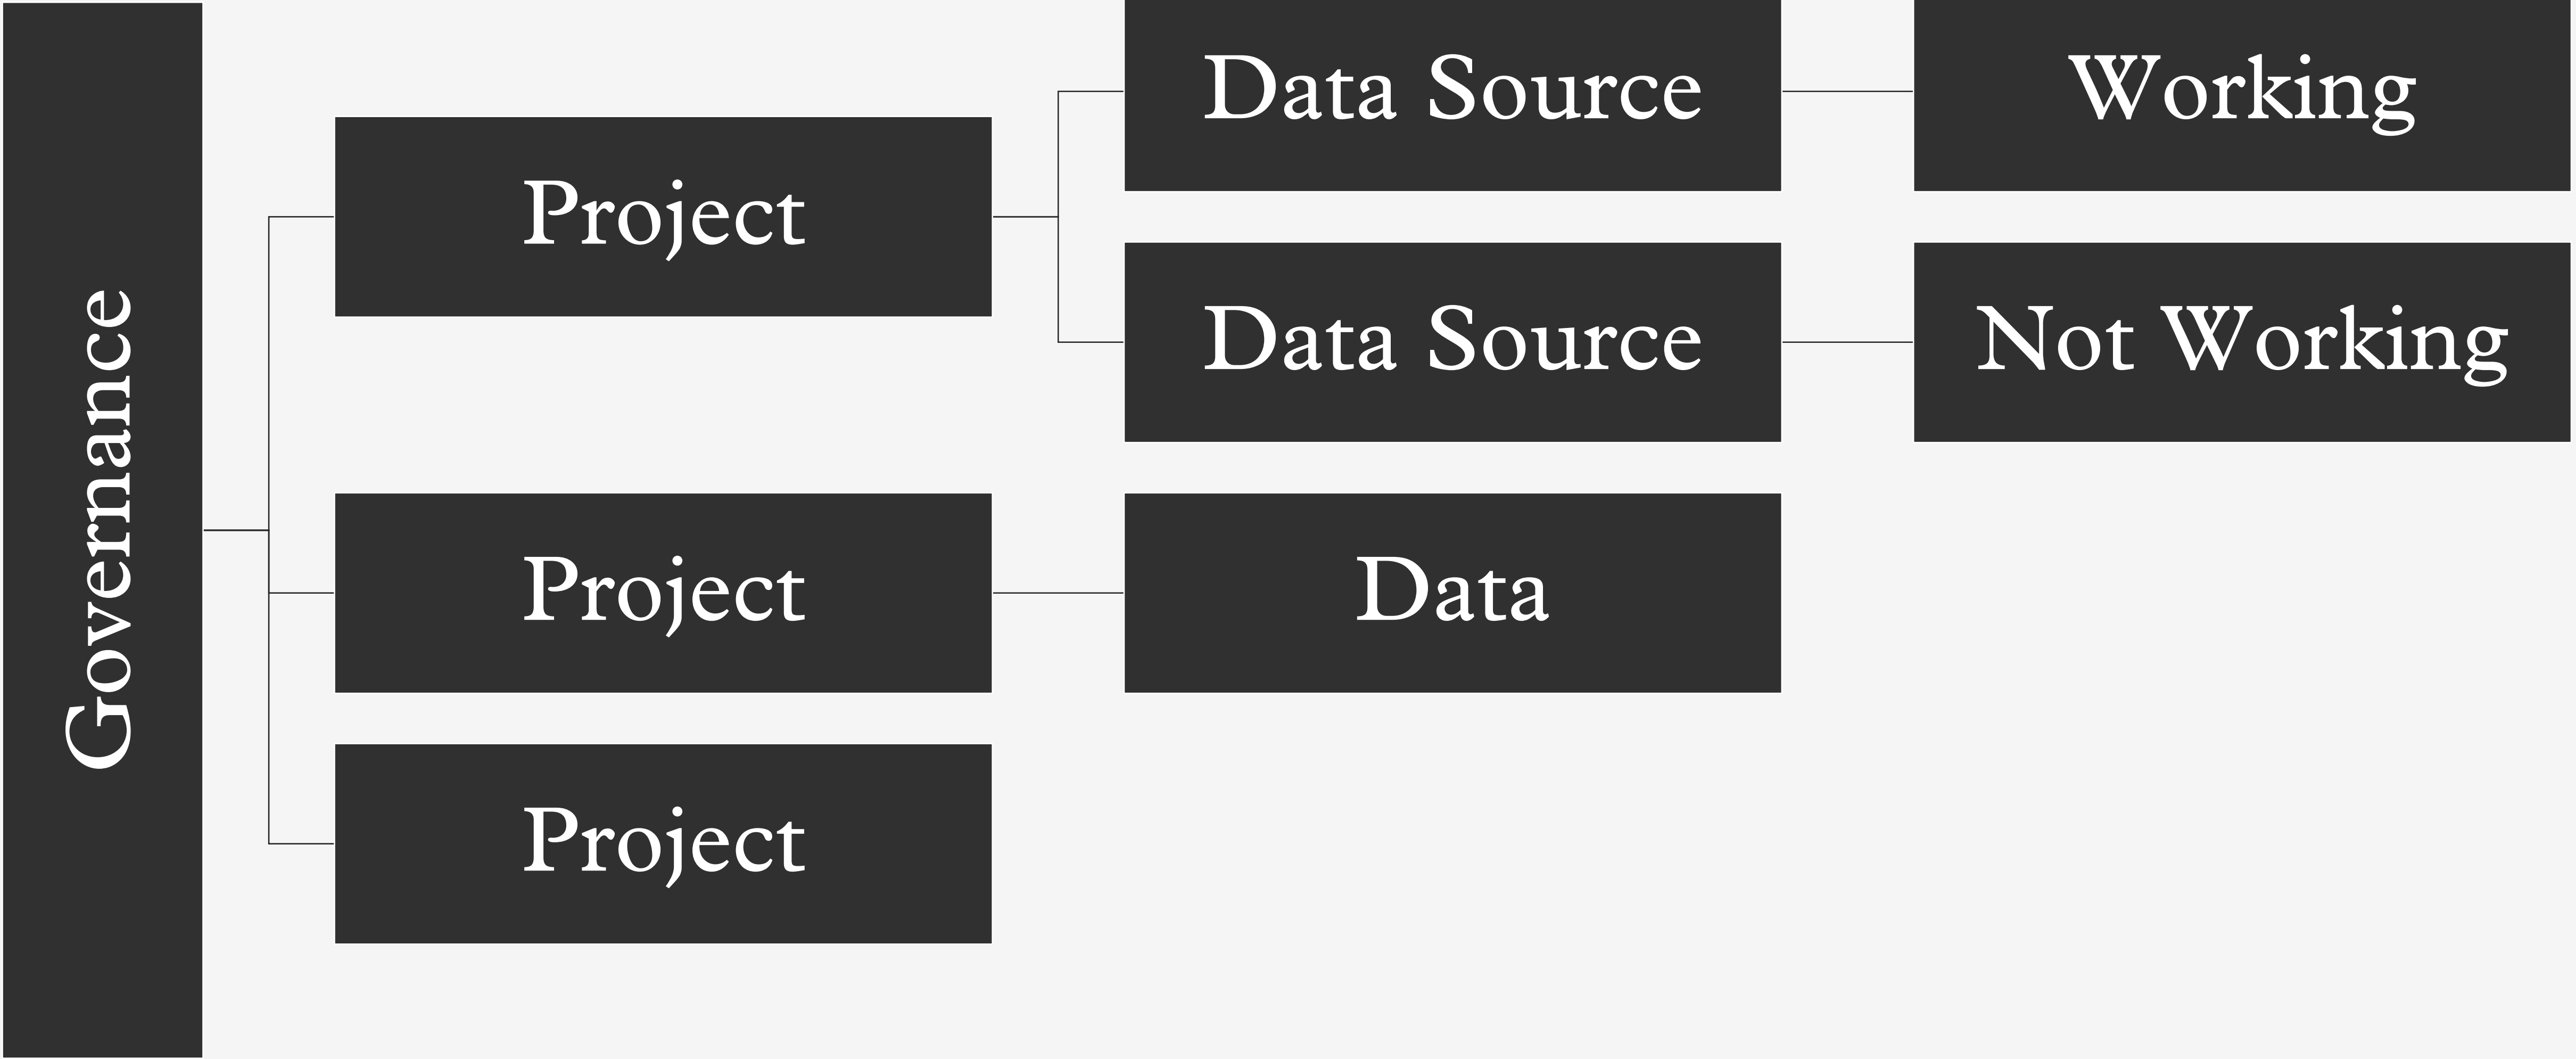 Governance
Project
Data Source
Working
Data Source
Not Working
Project
Data
Project